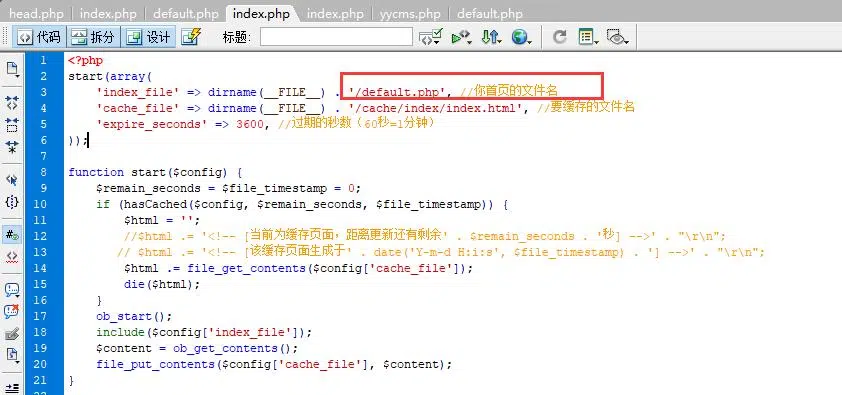 head.php index.php default.php index.php index.php yycms.php default.php
代码 拆分 设计 标题:
1 <?php
2 start(array(
3 'index_file' => dirname(__FILE__) . '/default.php', //你首页的文件名
4 'cache_file' => dirname(__FILE__) . '/cache/index/index.html', //要缓存的文件名
5 'expire_seconds' => 3600, //过期的秒数（60秒=1分钟）
6 ));
7
8 function start($config) {
9 $remain_seconds = $file_timestamp = 0;
10 if (hasCached($config, $remain_seconds, $file_timestamp)) {
11 $html = '';
12 //$html .= '<!-- [当前为缓存页面，距离更新还有剩余' . $remain_seconds . '秒] -->' . "\r\n";
13 // $html .= '<!-- [该缓存页面生成于' . date('Y-m-d H:i:s', $file_timestamp) . '] -->' . "\r\n";
14 $html .= file_get_contents($config['cache_file']);
15 die($html);
16 }
17 ob_start();
18 include($config['index_file']);
19 $content = ob_get_contents();
20 file_put_contents($config['cache_file'], $content);
21 }